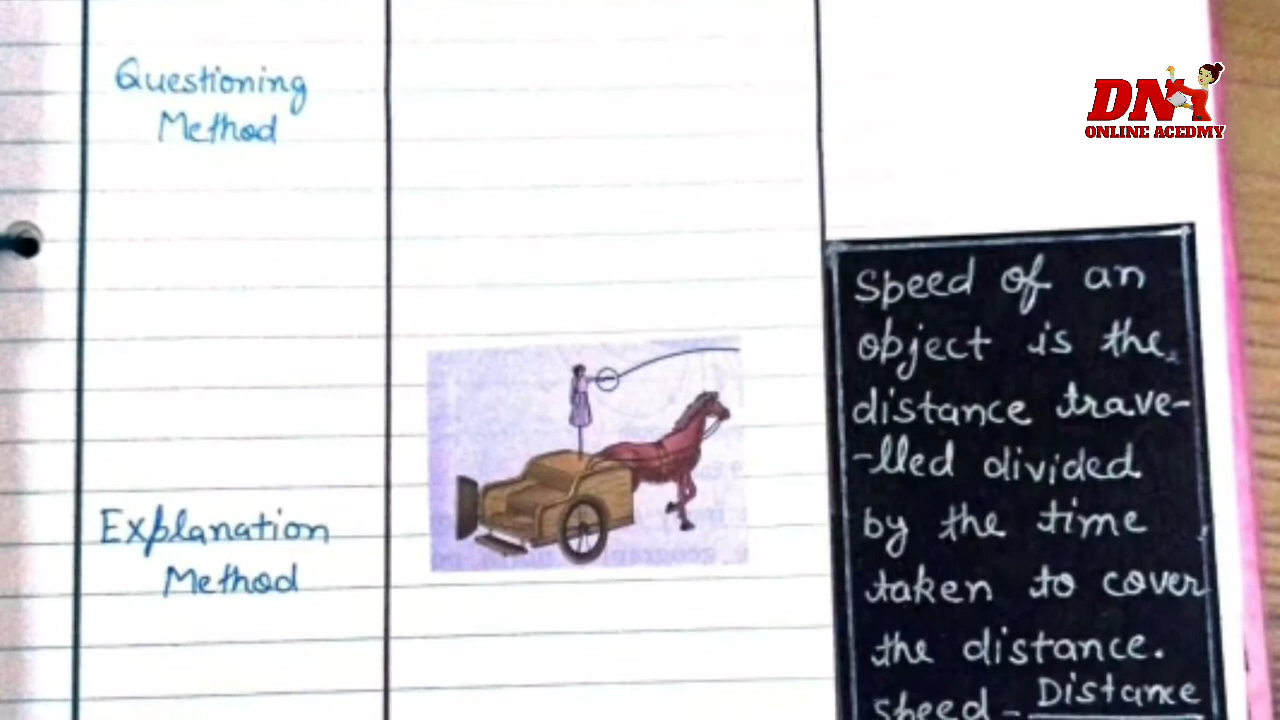 Questioning
Method
DNA
ONLINE ACEDMY
Explanation
Method
Speed of an
object is the
distance trave-
-lled divided
by the time
taken to cover
the distance.
speed - Distance